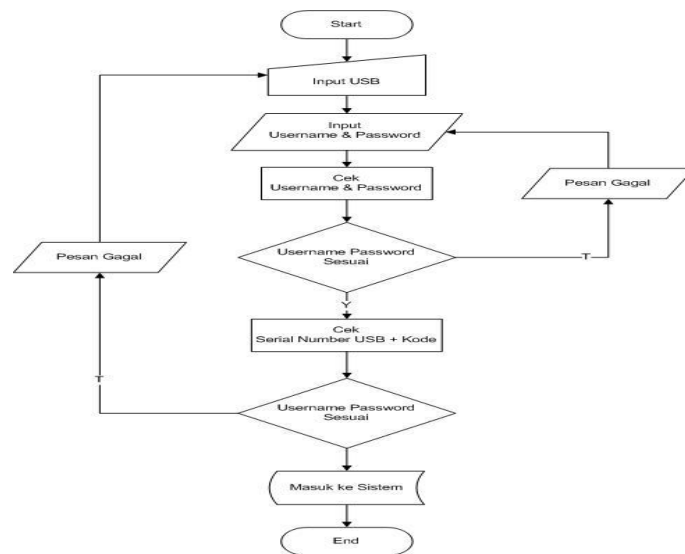 Start
Input USB
Input
Username & Password
Cek
Username & Password
Pesan Gagal
Username Password
Sesuai
T
Pesan Gagal
Y
Cek
Serial Number USB + Kode
T
Username Password
Sesuai
Masuk ke Sistem
End